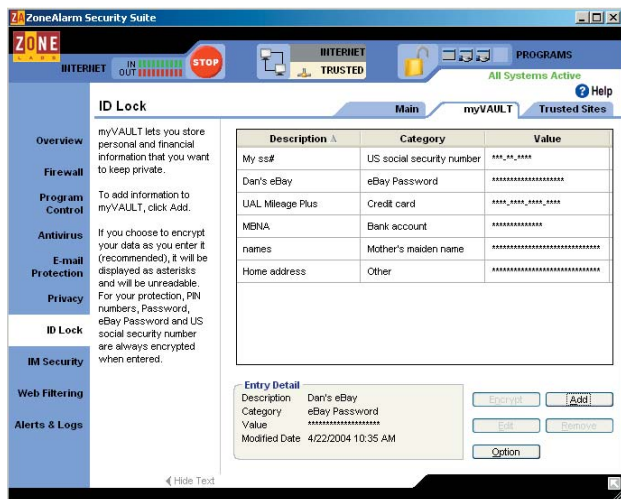 ZA ZoneAlarm Security Suite
ZONE
LABS
INTERNET
IN
OUT
STOP
INTERNET
TRUSTED
PROGRAMS
All Systems Active
? Help
ID Lock
Main
myVAULT
Trusted Sites
Overview
Firewall
Program
Control
Antivirus
E-mail
Protection
Privacy
ID Lock
IM Security
Web Filtering
Alerts & Logs
myVAULT lets you store
personal and financial
information that you want
to keep private.
To add information to
myVAULT, click Add.
If you choose to encrypt
your data as you enter it
(recommended), it will be
displayed as asterisks
and will be unreadable.
For your protection, PIN
numbers, Password,
eBay Password and US
social security number
are always encrypted
when entered.
Description Category Value
My ss# US social security number ***-**-****
Dan's eBay eBay Password ********************
UAL Mileage Plus Credit card ****-****-****-****
MBNA Bank account **************
names Mother's maiden name ******************************
Home address Other ******************************
Entry Detail
Description Dan's eBay
Category eBay Password
Value ********************
Modified Date 4/22/2004 10:35 AM
Encrypt
Add
Edit
Remove
Option
Hide Text